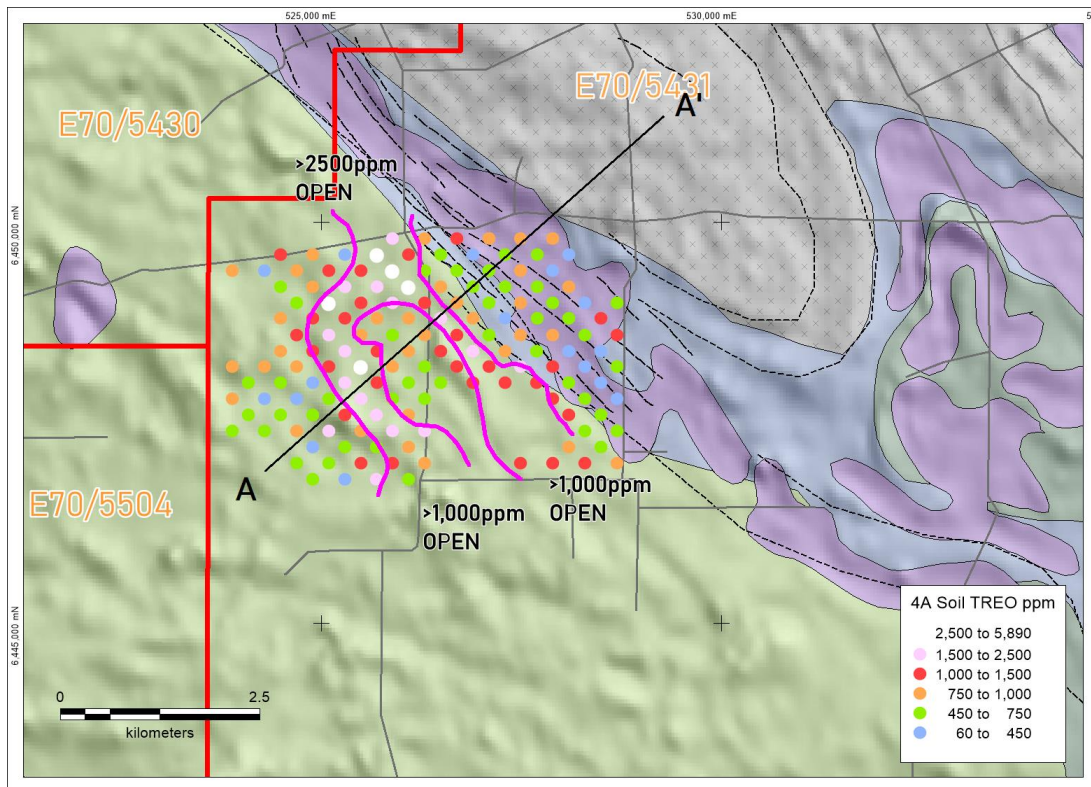 525,000 mE
530,000 mE
5
E70/5431
A'
E70/5430
>2500ppm
OPEN
6,450,000 mN
A
E70/5504
>1,000ppm
OPEN
>1,000ppm
OPEN
6,445,000 mN
4A Soil TREO ppm
2,500 to 5,890
1,500 to 2,500
1,000 to 1,500
750 to 1,000
450 to 750
60 to 450
0 2.5
kilometers